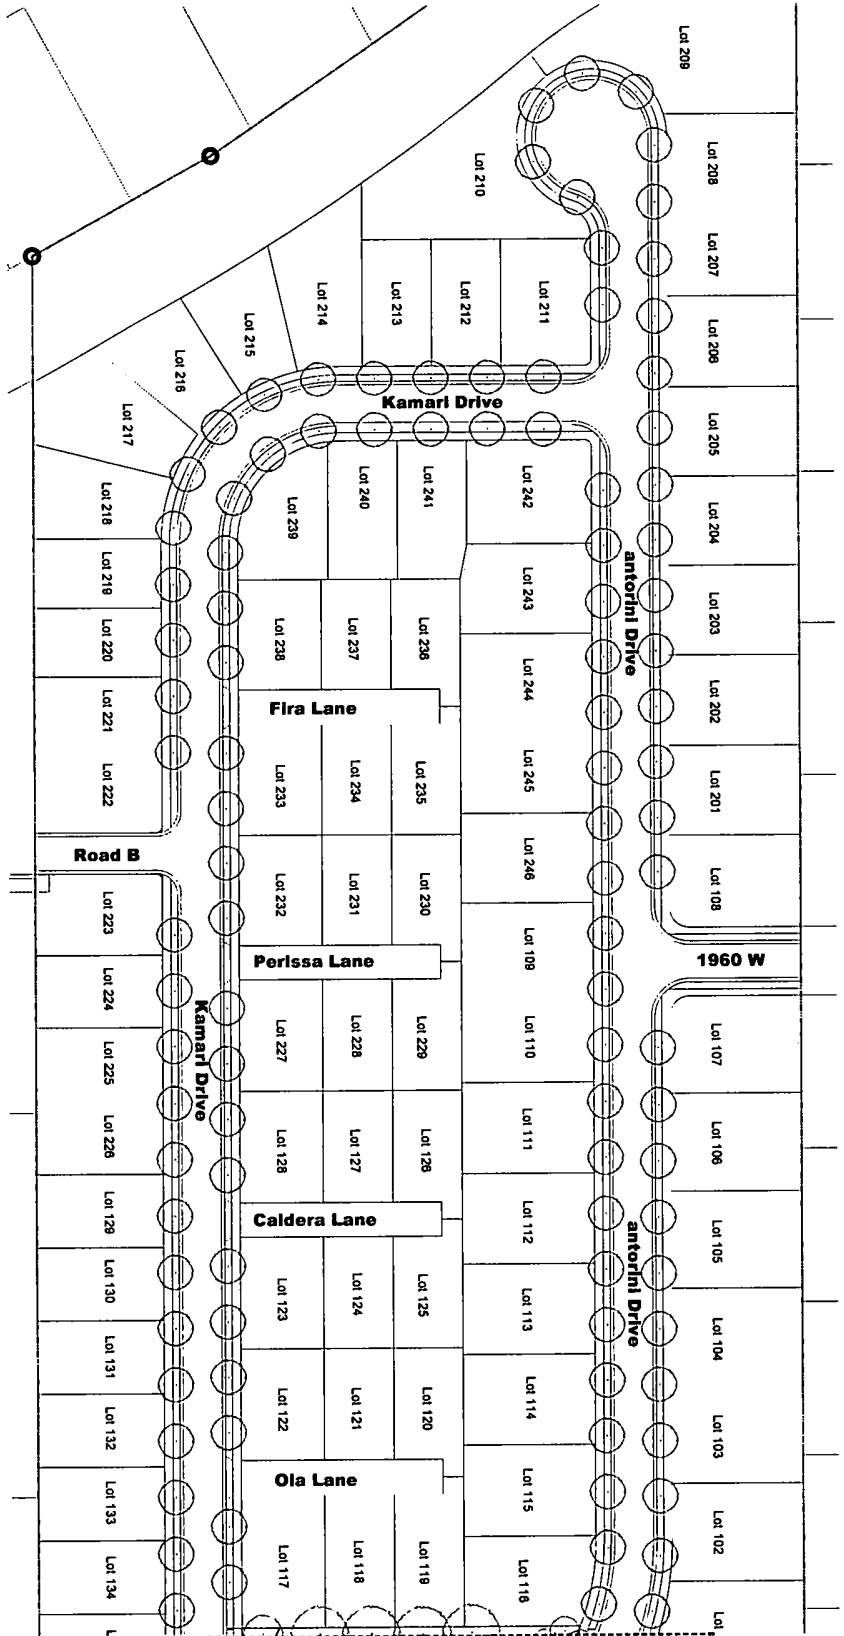 Lot 209
Lot 208
Lot 210
Lot 207
Lot 211
Lot 212
Lot 213
Lot 214
Lot 215
Lot 206
Lot 216
Kamari Drive
Lot 217
Lot 205
Lot 218
Lot 239
Lot 240
Lot 241
Lot 242
Lot 204
Lot 219
Lot 243
antorini Drive
Lot 203
Lot 220
Lot 238
Lot 237
Lot 236
Lot 244
Lot 202
Lot 221
Fira Lane
Lot 222
Lot 233
Lot 234
Lot 235
Lot 245
Lot 201
Road B
Lot 246
Lot 108
Lot 223
Lot 232
Lot 231
Lot 230
Lot 109
Perissa Lane
1960 W
Lot 224
Kamari Drive
Lot 227
Lot 228
Lot 229
Lot 110
Lot 107
Lot 225
Lot 226
Lot 128
Lot 127
Lot 126
Lot 111
Lot 106
Lot 129
Caldera Lane
Lot 112
Lot 105
antorini Drive
Lot 130
Lot 123
Lot 124
Lot 125
Lot 113
Lot 104
Lot 131
Lot 132
Lot 122
Lot 121
Lot 120
Lot 114
Lot 103
Ola Lane
Lot 133
Lot 115
Lot 102
Lot 134
Lot 117
Lot 118
Lot 119
Lot 116
Lot
L